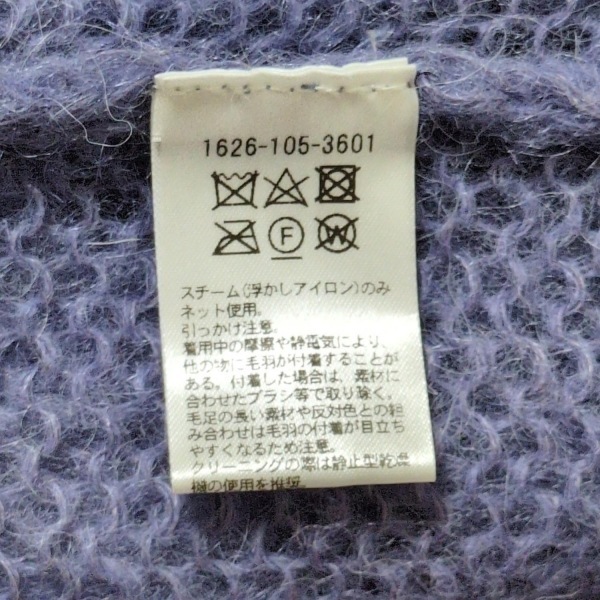 1626-105-3601
F
W
スチーム(浮かしアイロン)のみ
ネット使用。
引っかけ注意。
着用中の摩擦や静電気により、
他の物に毛羽が付着することが
ある。付着した場合は、素材に
合わせたブラシ等で取り除く。
毛足の長い素材や反対色との組
み合わせは毛羽の付着が目立ち
やすくなるため注意。
クリーニングの際は静止型乾燥
機の使用を推奨。